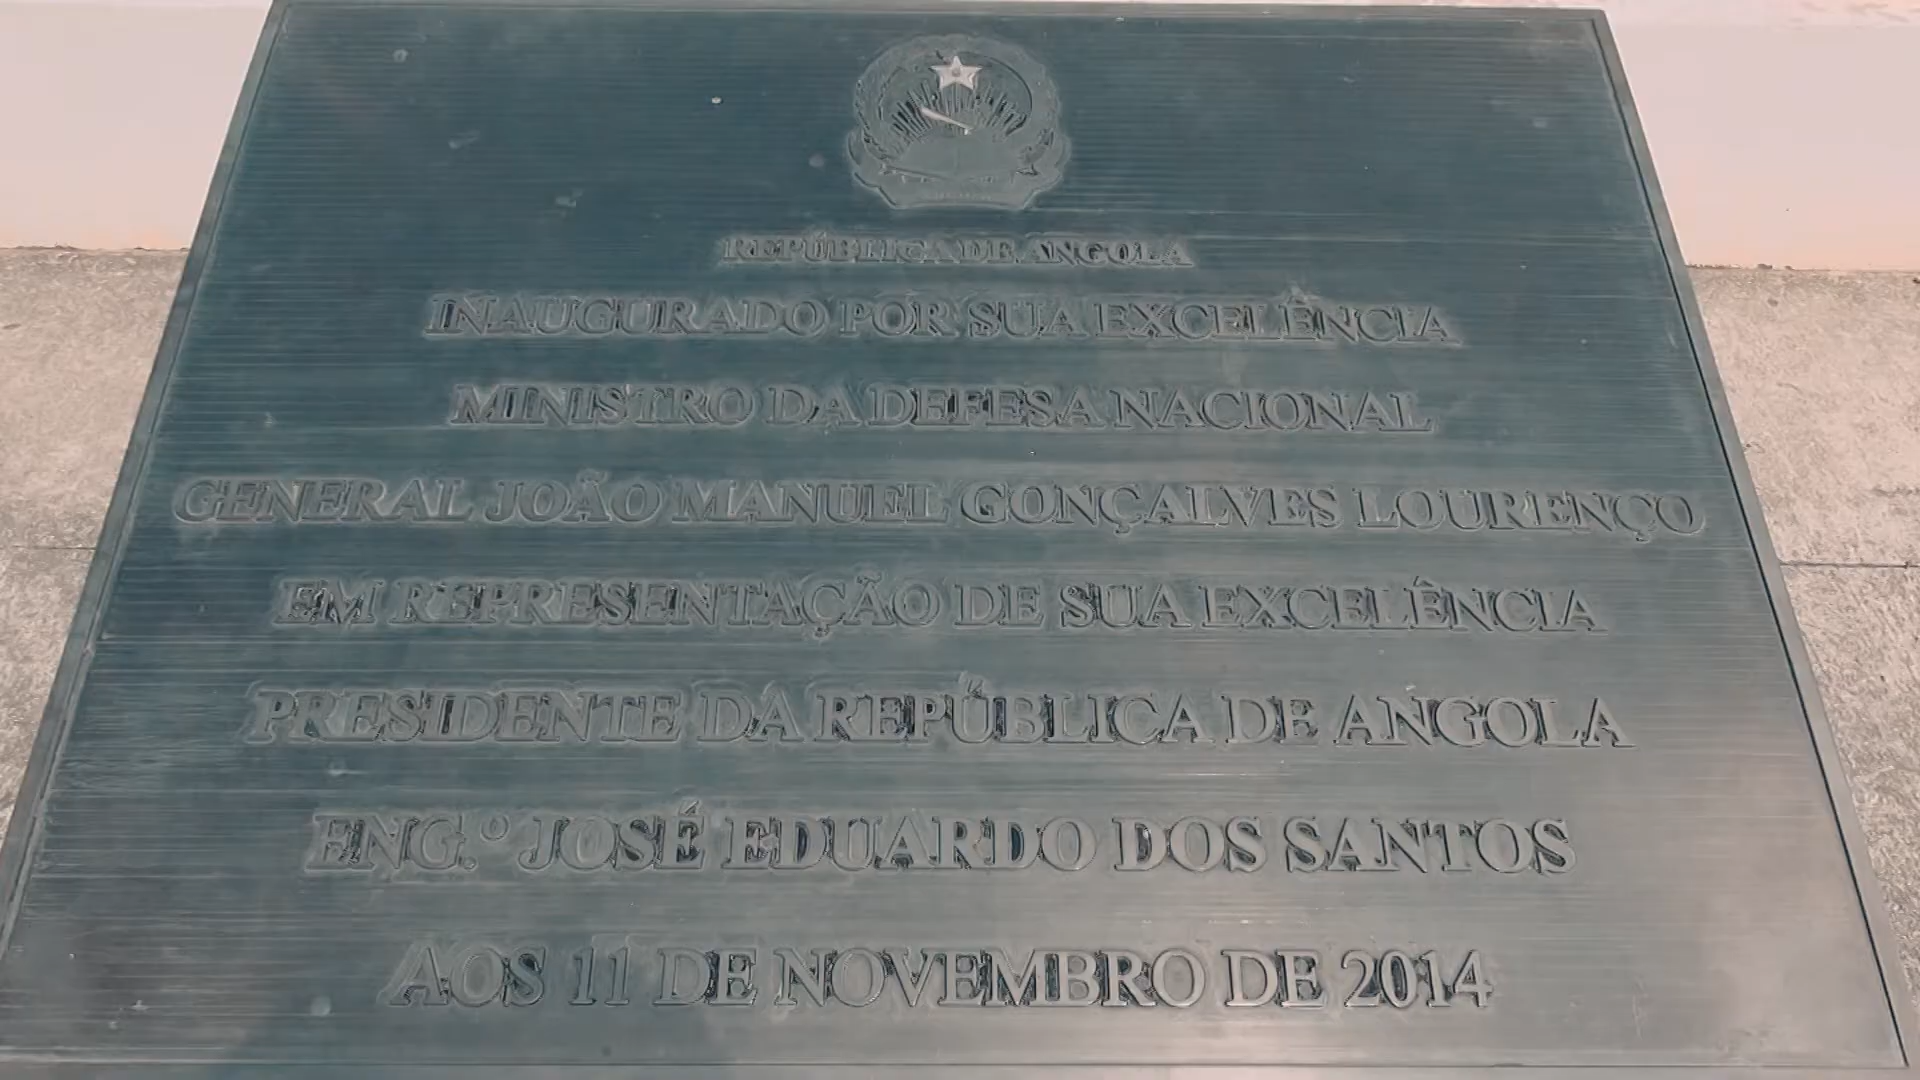 REPÚBLICA DE ANGOLA
INAUGURADO POR SUA EXCELÊNCIA
MINISTRO DA DEFESA NACIONAL
GENERAL JOÃO MANUEL GONÇALVES LOURENÇO
EM REPRESENTAÇÃO DE SUA EXCELÊNCIA
PRESIDENTE DA REPÚBLICA DE ANGOLA
ENG.º JOSÉ EDUARDO DOS SANTOS
AOS 11 DE NOVEMBRO DE 2014